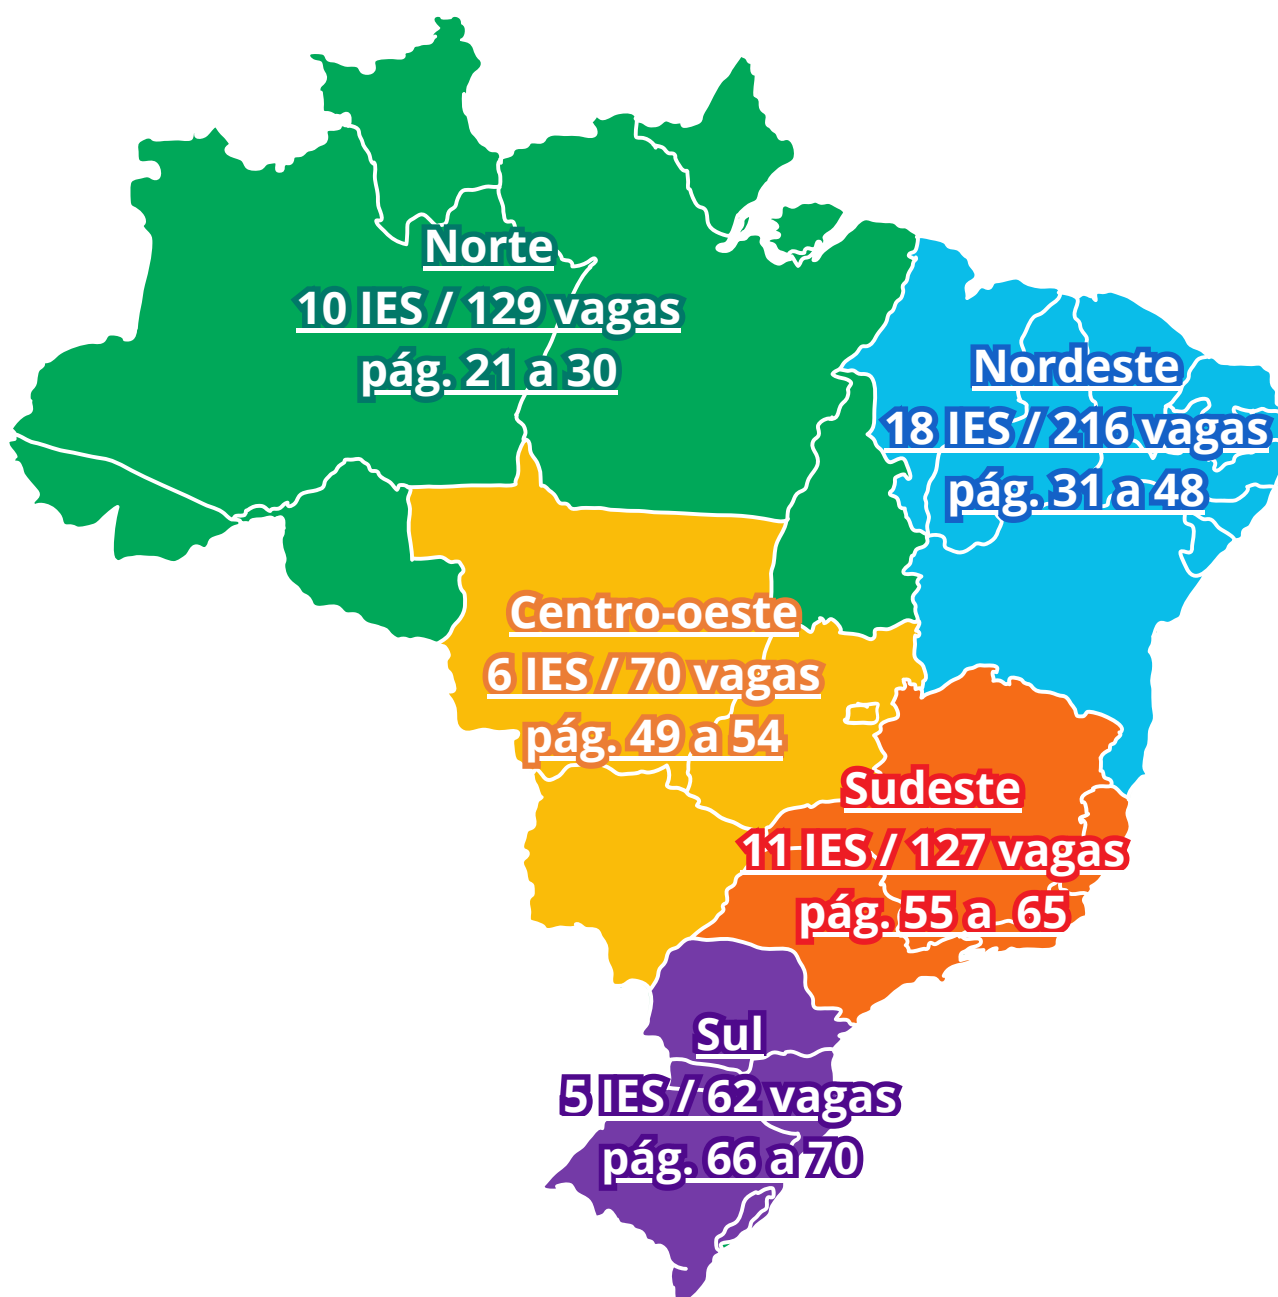 Norte
10 IES / 129 vagas
pág. 21 a 30
Nordeste
18 IES / 216 vagas
pág. 31 a 48
Centro-oeste
6 IES / 70 vagas
pág. 49 a 54
Sudeste
11 IES / 127 vagas
pág. 55 a  65
Sul
5 IES / 62 vagas
pág. 66 a 70